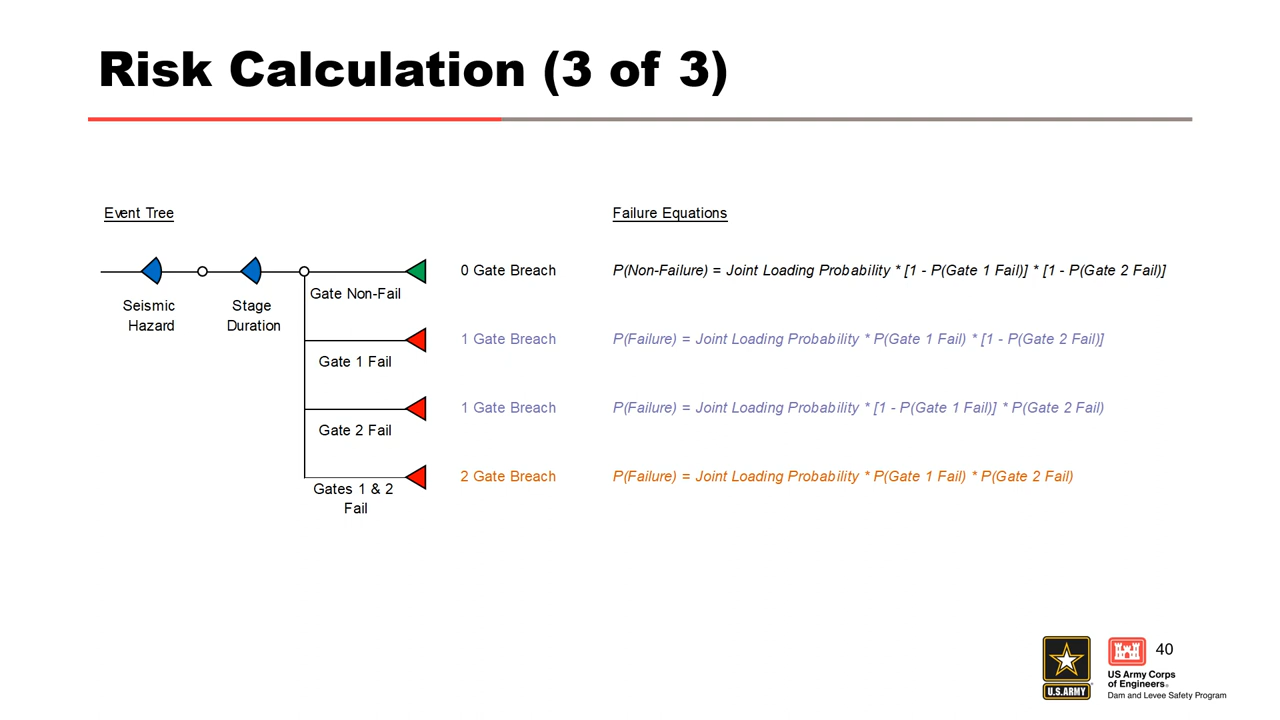 Risk Calculation (3 of 3)
Event Tree
Failure Equations
0 Gate Breach
P(Non-Failure) = Joint Loading Probability * [1 - P(Gate 1 Fail)] * [1 - P(Gate 2 Fail)]
Gate Non-Fail
Seismic
Hazard
Stage
Duration
1 Gate Breach
P(Failure) = Joint Loading Probability * P(Gate 1 Fail) * [1 - P(Gate 2 Fail)]
Gate 1 Fail
1 Gate Breach
P(Failure) = Joint Loading Probability * [1 - P(Gate 1 Fail)] * P(Gate 2 Fail)
Gate 2 Fail
2 Gate Breach
P(Failure) = Joint Loading Probability * P(Gate 1 Fail) * P(Gate 2 Fail)
Gates 1 & 2
Fail
U.S.ARMY
40
US Army Corps
of Engineers®
Dam and Levee Safety Program